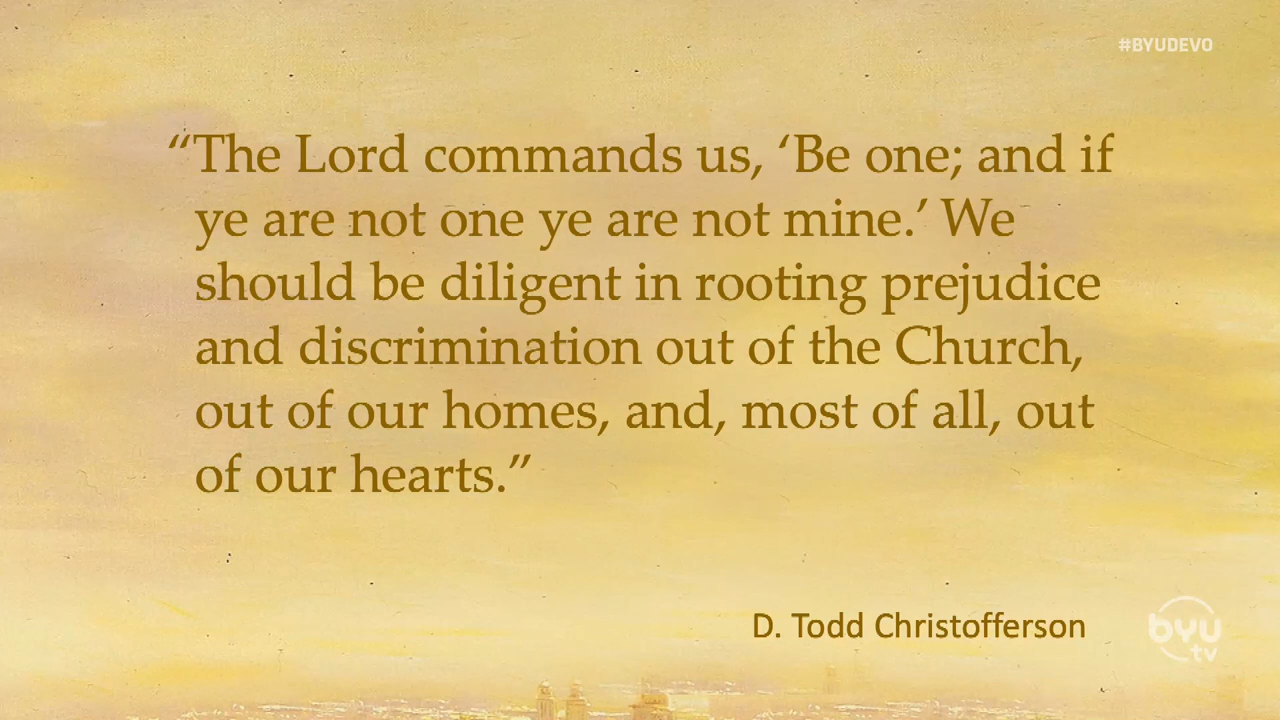 #BYUDEVO
“The Lord commands us, ‘Be one; and if
ye are not one ye are not mine.’ We
should be diligent in rooting prejudice
and discrimination out of the Church,
out of our homes, and, most of all, out
of our hearts.”
D. Todd Christofferson
byu
tv